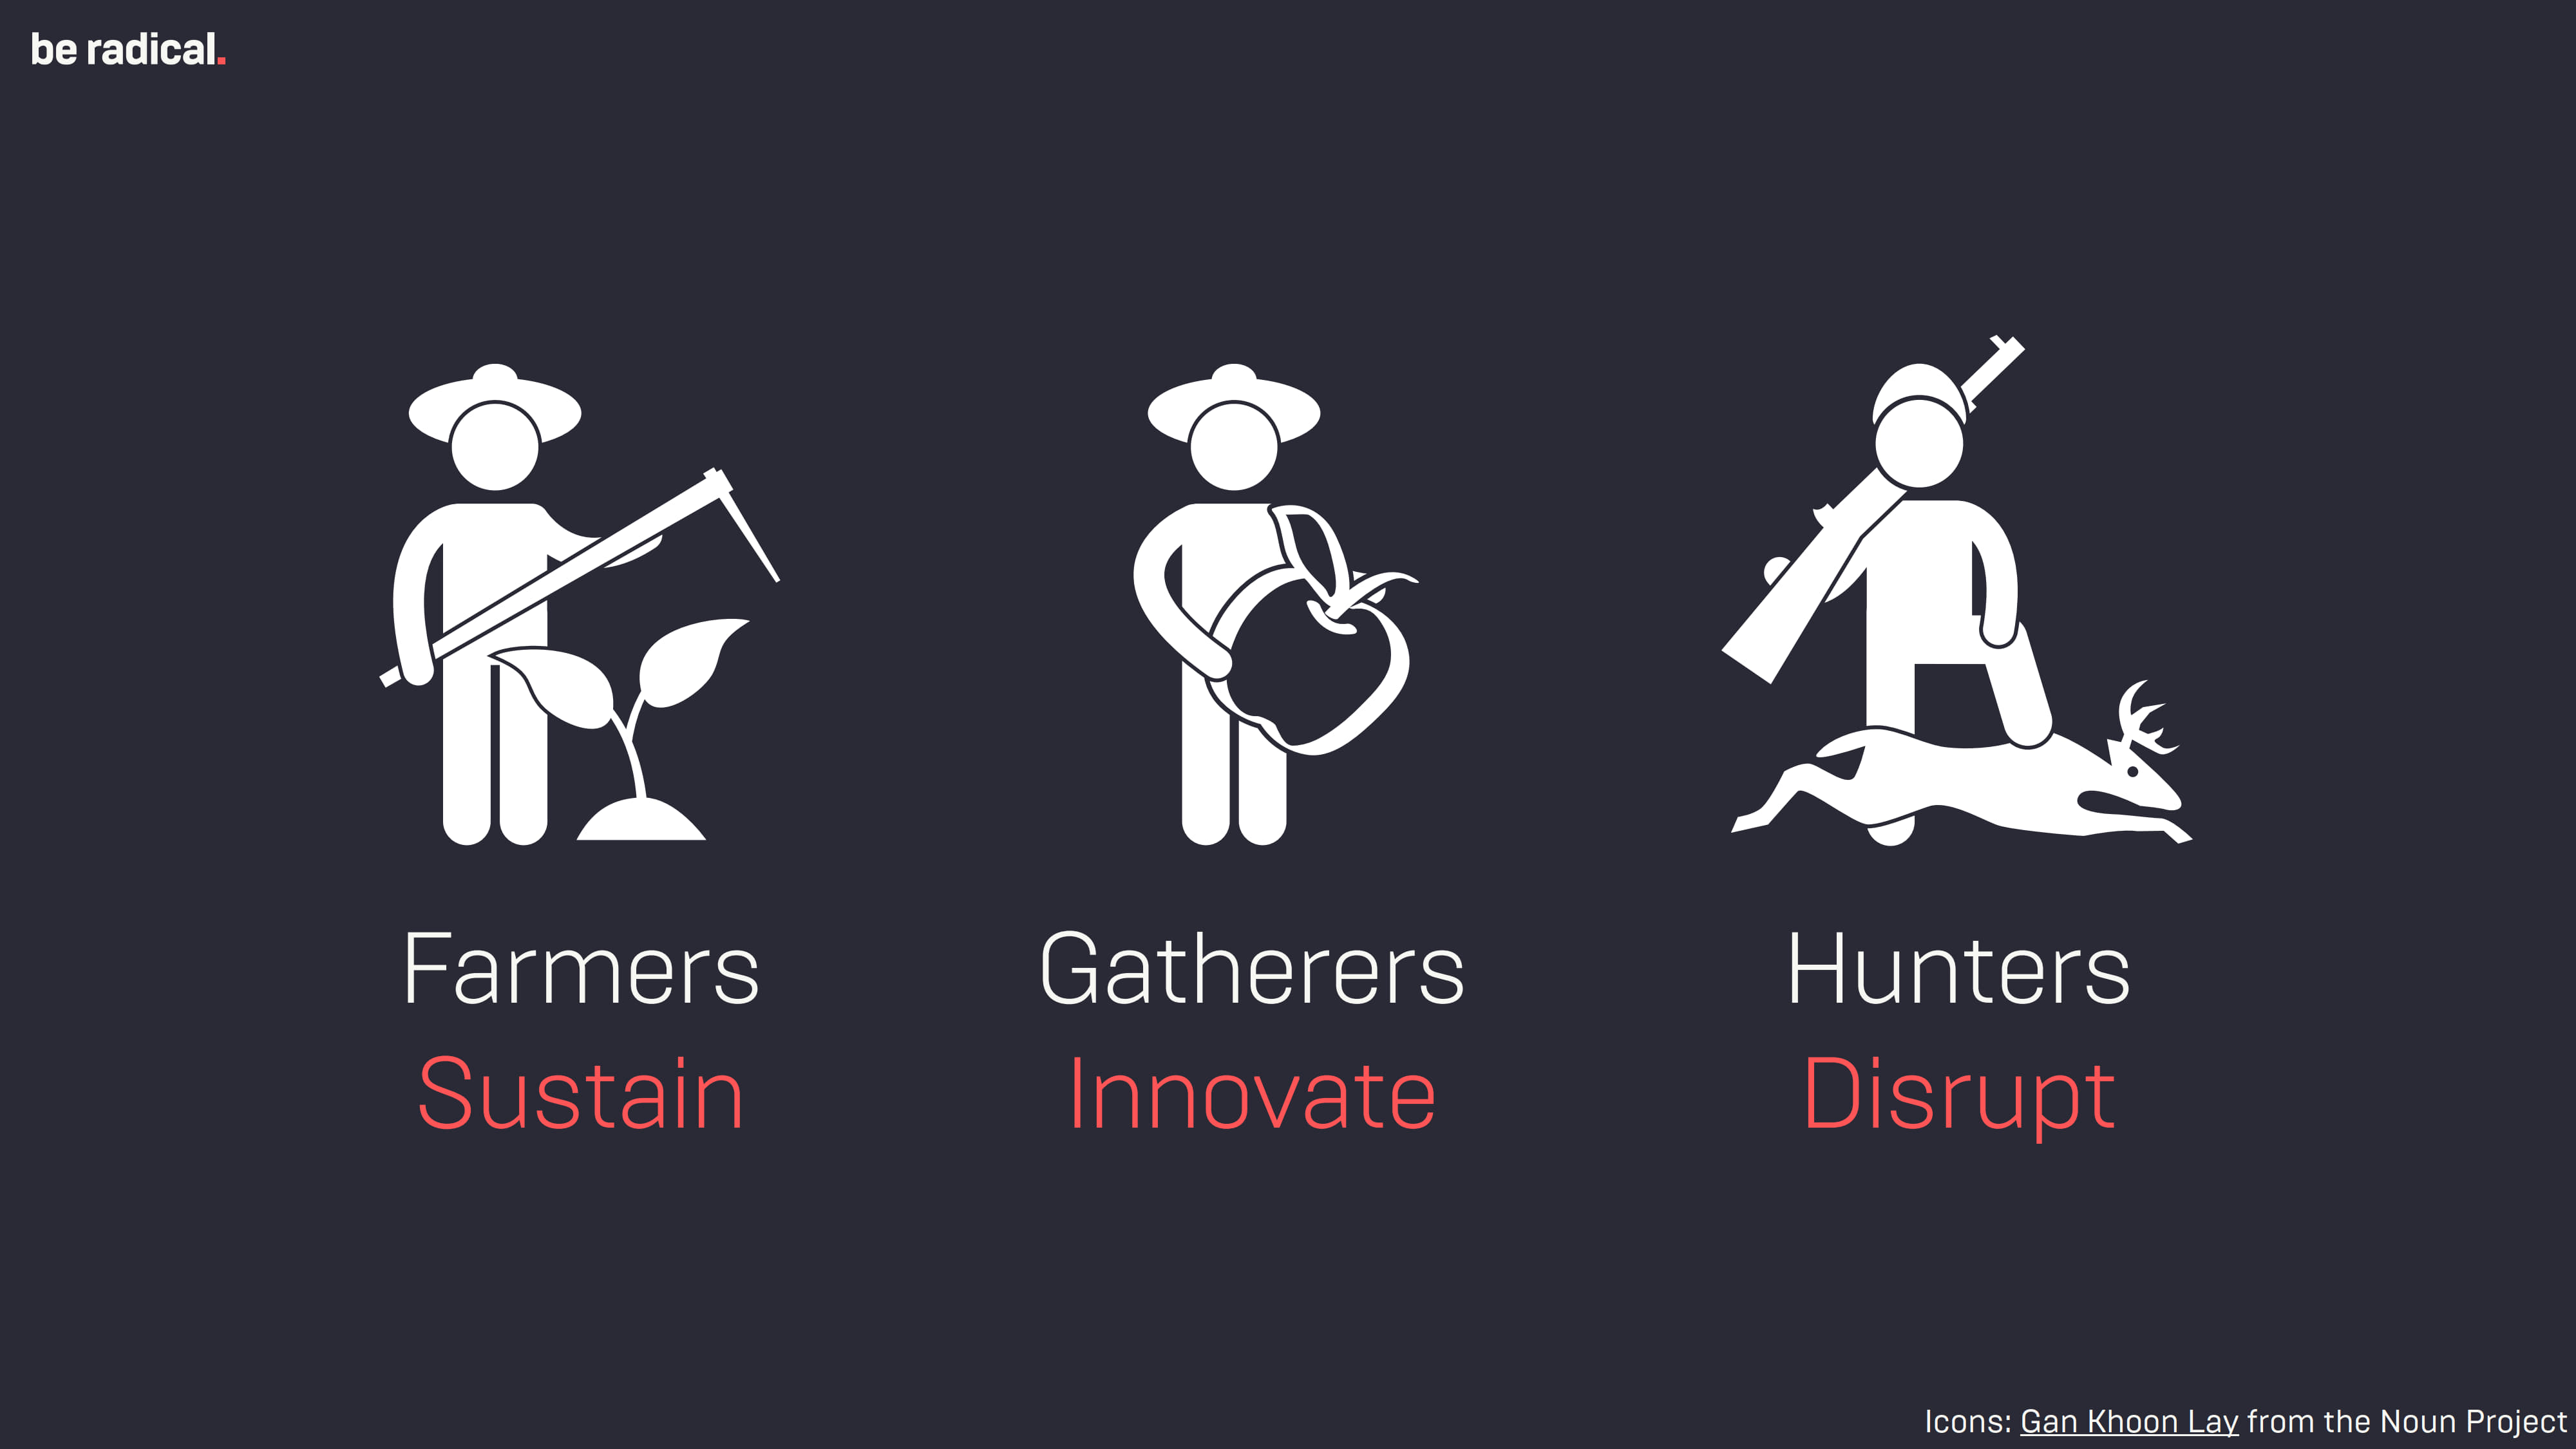 be radical.
Farmers
Sustain
Gatherers
Innovate
Hunters
Disrupt
Icons: Gan Khoon Lay from the Noun Project